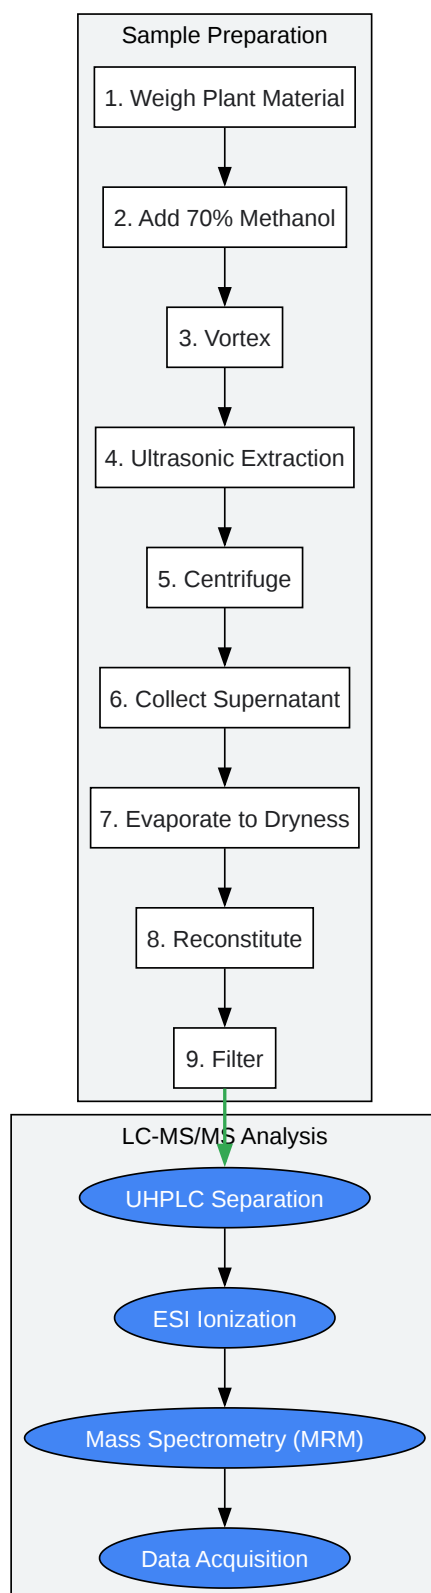 Sample Preparation
1. Weigh Plant Material
2. Add 70% Methanol
3. Vortex
4. Ultrasonic Extraction
5. Centrifuge
6. Collect Supernatant
7. Evaporate to Dryness
8. Reconstitute
9. Filter
LC-MS/MS Analysis
UHPLC Separation
ESI Ionization
Mass Spectrometry (MRM)
Data Acquisition